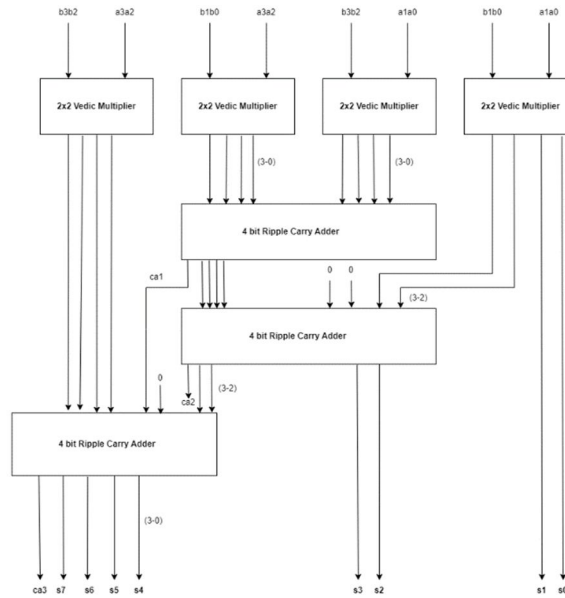 b3b2 a3a2 b1b0 a3a2 b3b2 a1a0 b1b0 a1a0
2x2 Vedic Multiplier 2x2 Vedic Multiplier 2x2 Vedic Multiplier 2x2 Vedic Multiplier
(3-0) (3-0)
4 bit Ripple Carry Adder
ca1 0 0
(3-2)
4 bit Ripple Carry Adder
0 ca2 (3-2)
4 bit Ripple Carry Adder
(3-0)
ca3 s7 s6 s5 s4 s3 s2 s1 s0